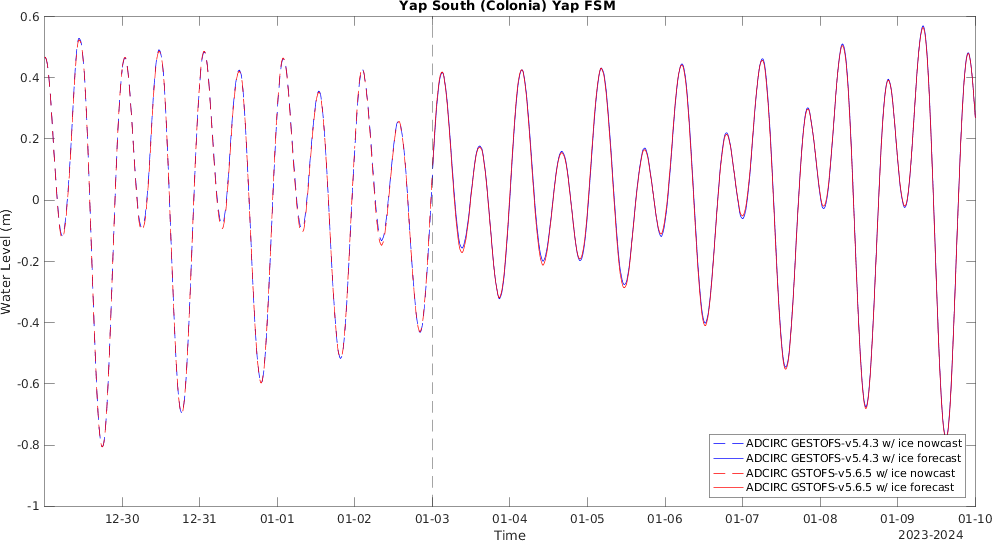 Yap South (Colonia) Yap FSM
0.6
0.4
0.2
0
-0.2
-0.4
-0.6
-0.8
-1
Water Level (m)
ADCIRC GESTOFS-v5.4.3 w/ ice nowcast
ADCIRC GESTOFS-v5.4.3 w/ ice forecast
ADCIRC GSTOFS-v5.6.5 w/ ice nowcast
ADCIRC GSTOFS-v5.6.5 w/ ice forecast
12-30 12-31 01-01 01-02 01-03 01-04 01-05 01-06 01-07 01-08 01-09 01-10
Time
2023-2024